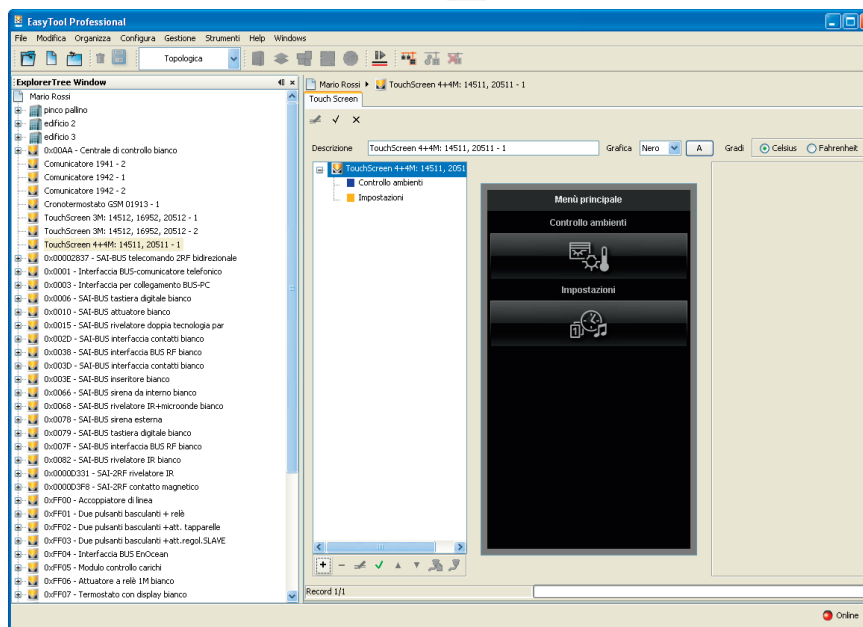 EasyTool Professional
File Modifica Organizza Configura Gestione Strumenti Help Windows
Topologica
ExplorerTree Window
Mario Rossi
pinco pallino
edificio 2
edificio 3
0x00AA - Centrale di controllo bianco
Comunicatore 1941 - 2
Comunicatore 1942 - 1
Comunicatore 1942 - 2
Cronotermostato GSM 01913 - 1
TouchScreen 3M: 14512, 16952, 20512 - 1
TouchScreen 3M: 14512, 16952, 20512 - 2
TouchScreen 4+4M: 14511, 20511 - 1
0x00002837 - SAI-BUS telecomando 2RF bidirezionale
0x0001 - Interfaccia BUS-comunicatore telefonico
0x0003 - Interfaccia per collegamento BUS-PC
0x0006 - SAI-BUS tastiera digitale bianco
0x0010 - SAI-BUS attuatore bianco
0x0015 - SAI-BUS rivelatore doppia tecnologia par
0x002D - SAI-BUS interfaccia contatti bianco
0x0038 - SAI-BUS interfaccia BUS RF bianco
0x003D - SAI-BUS interfaccia contatti bianco
0x003E - SAI-BUS inseritore bianco
0x0066 - SAI-BUS sirena da interno bianco
0x0068 - SAI-BUS rivelatore IR+microonde bianco
0x0078 - SAI-BUS sirena esterna
0x0079 - SAI-BUS tastiera digitale bianco
0x007F - SAI-BUS interfaccia BUS RF bianco
0x0082 - SAI-BUS rivelatore IR bianco
0x0000D331 - SAI-2RF rivelatore IR
0x0000D3F8 - SAI-2RF contatto magnetico
0xFF00 - Accoppiatore di linea
0xFF01 - Due pulsanti basculanti + relè
0xFF02 - Due pulsanti basculanti +att. tapparelle
0xFF03 - Due pulsanti basculanti +att.regol.SLAVE
0xFF04 - Interfaccia BUS EnOcean
0xFF05 - Modulo controllo carichi
0xFF06 - Attuatore a relè 1M bianco
0xFF07 - Termostato con display bianco
Mario Rossi TouchScreen 4+4M: 14511, 20511 - 1
Touch Screen
Descrizione TouchScreen 4+4M: 14511, 20511 - 1 Grafica Nero A Gradi Celsius Fahrenheit
TouchScreen 4+4M: 14511, 2051
Controllo ambienti
Impostazioni
Menù principale
Controllo ambienti
Impostazioni
1
Record 1/1
Online